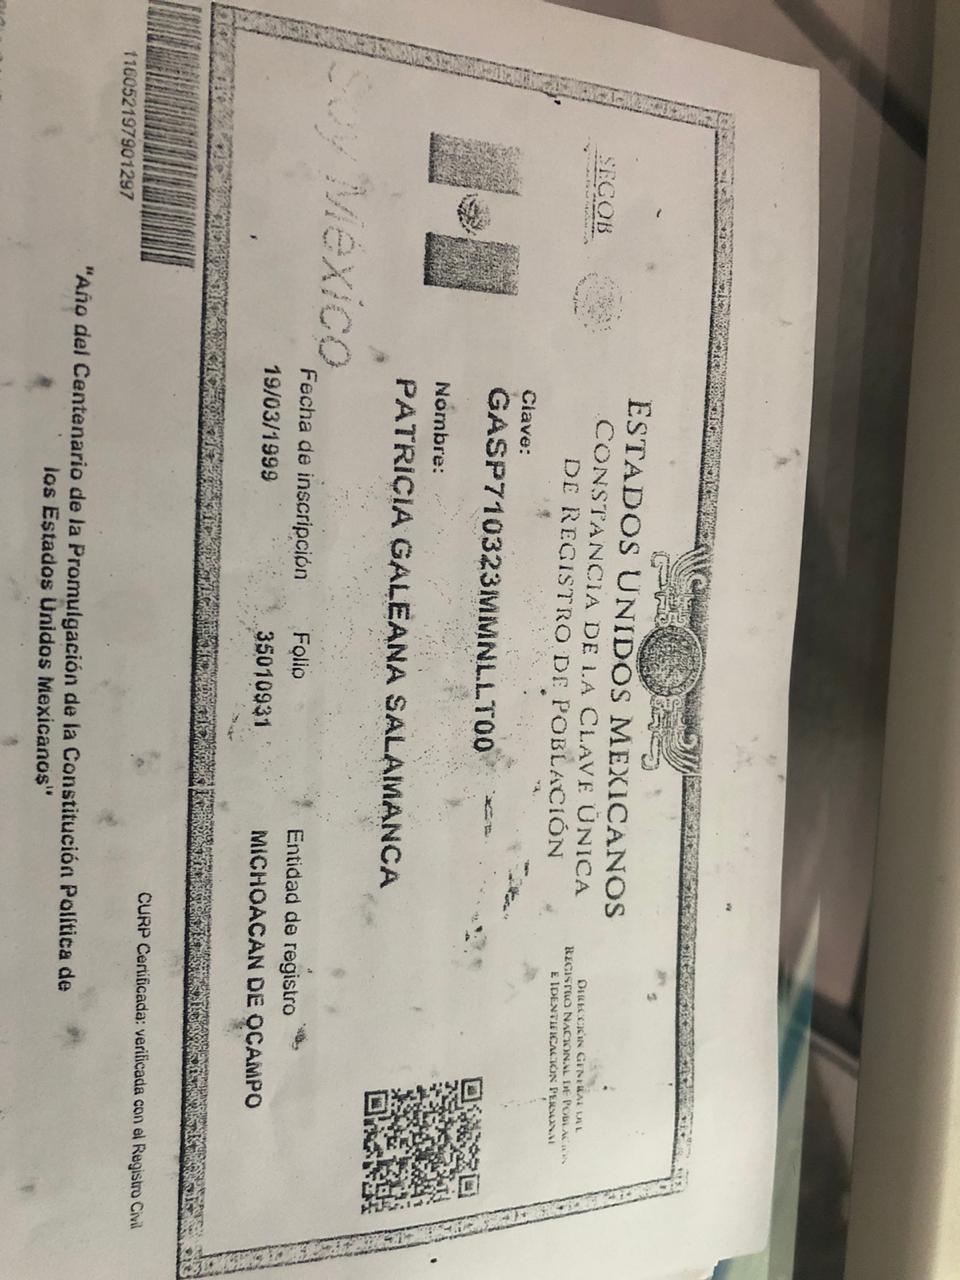 SEGOB
ESTADOS UNIDOS MEXICANOS
CONSTANCIA DE LA CLAVE ÚNICA
DE REGISTRO DE POBLACIÓN
DIRECCIÓN GENERAL DEL
REGISTRO NACIONAL DE POBLACIÓN
E IDENTIFICACIÓN PERSONAL
Clave:
GASP710323MMNLLT00
Nombre:
PATRICIA GALEANA SALAMANCA
Soy México
Fecha de inscripción Folio Entidad de registro
19/03/1999 35010931 MICHOACAN DE OCAMPO
116052197901297
CURP Certificada: verificada con el Registro Civil
"Año del Centenario de la Promulgación de la Constitución Política de
los Estados Unidos Mexicanos"